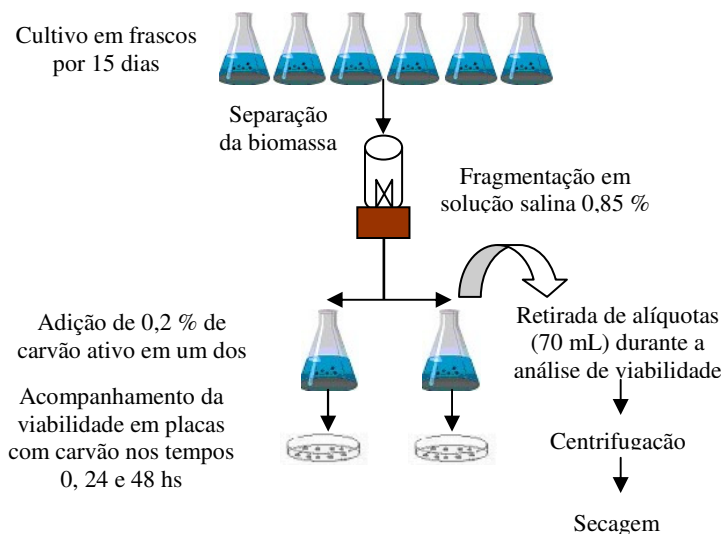 Cultivo em frascos
por 15 dias
Separação
da biomassa
Fragmentação em
solução salina 0,85 %
Adição de 0,2 % de
carvão ativo em um dos
Acompanhamento da
viabilidade em placas
com carvão nos tempos
0, 24 e 48 hs
Retirada de alíquotas
(70 mL) durante a
análise de viabilidade
Centrifugação
Secagem